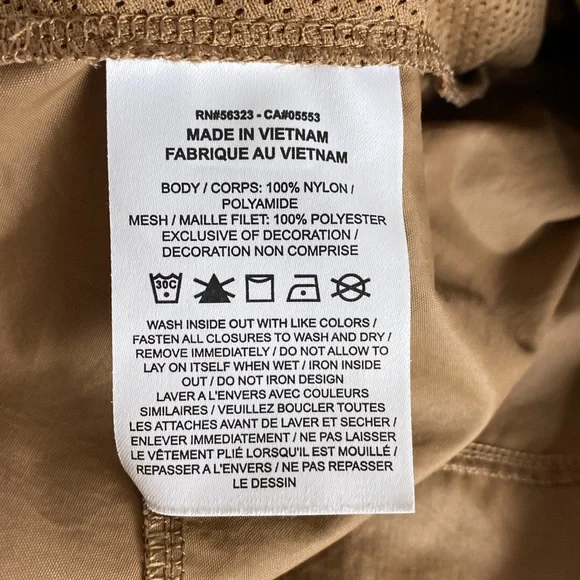 RN#56323 - CA#05553
MADE IN VIETNAM
FABRIQUE AU VIETNAM
BODY / CORPS: 100% NYLON /
POLYAMIDE
MESH / MAILLE FILET: 100% POLYESTER
EXCLUSIVE OF DECORATION /
DECORATION NON COMPRISE
30C
WASH INSIDE OUT WITH LIKE COLORS /
FASTEN ALL CLOSURES TO WASH AND DRY /
REMOVE IMMEDIATELY / DO NOT ALLOW TO
LAY ON ITSELF WHEN WET / IRON INSIDE
OUT / DO NOT IRON DESIGN
LAVER A L'ENVERS AVEC COULEURS
SIMILAIRES / VEUILLEZ BOUCLER TOUTES
LES ATTACHES AVANT DE LAVER ET SECHER /
ENLEVER IMMEDIATEMENT / NE PAS LAISSER
LE VÊTEMENT PLIÉ LORSQU'IL EST MOUILLÉ /
REPASSER A L'ENVERS / NE PAS REPASSER
LE DESSIN